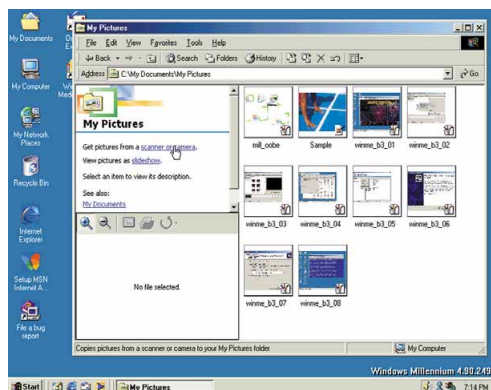 My Documents
My Computer
My Network
Places
Recycle Bin
Internet
Explorer
Setup MSN
Internet A...
File a bug
report
My Pictures
File Edit View Favorites Tools Help
Back Search Folders History
Address C:\My Documents\My Pictures Go
My Pictures
Get pictures from a scanner or camera.
View pictures as slideshow.
Select an item to view its description.
See also:
My Documents
No file selected.
mill_oobe Sample winme_b3_01 winme_b3_02
winme_b3_03 winme_b3_04 winme_b3_05 winme_b3_06
winme_b3_07 winme_b3_08
Copies pictures from a scanner or camera to your My Pictures folder My Computer
Windows Millennium 4.90.249
Start My Pictures 7:14 PM